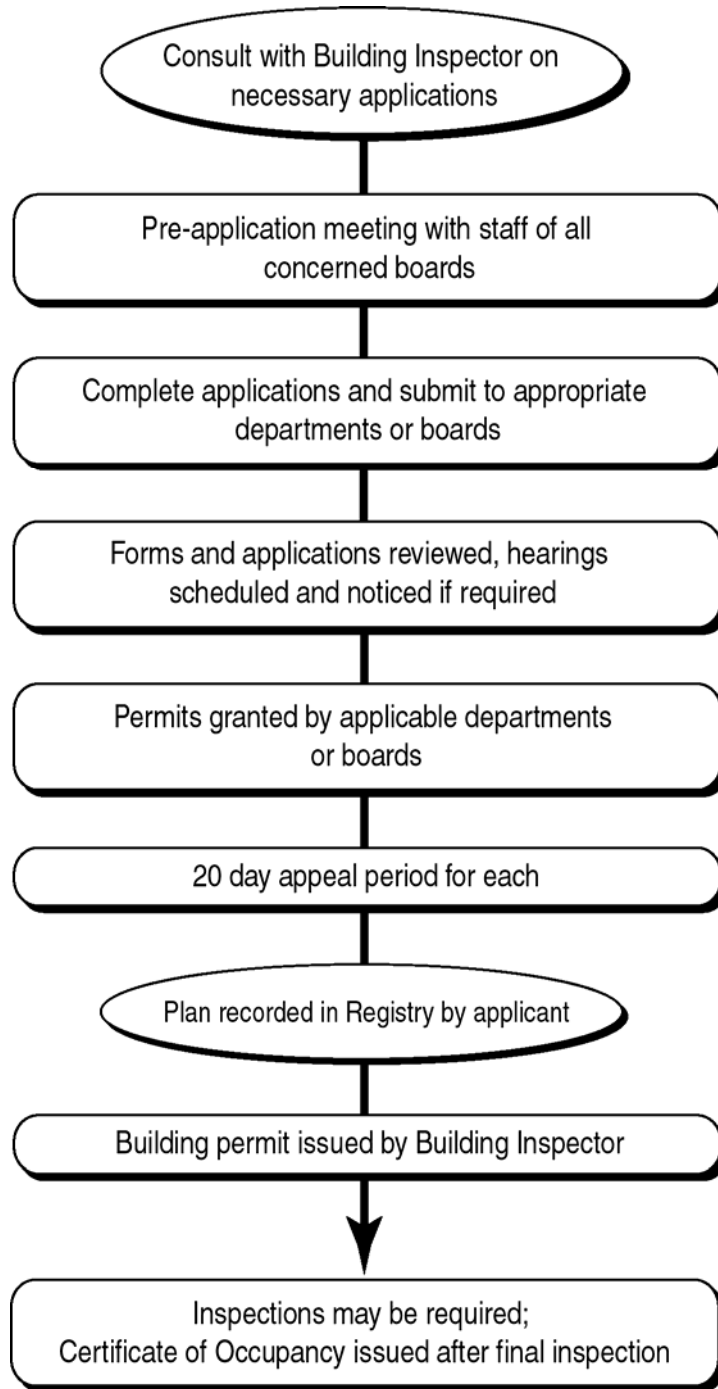 Consult with Building Inspector on
necessary applications
Pre-application meeting with staff of all
concerned boards
Complete applications and submit to appropriate
departments or boards
Forms and applications reviewed, hearings
scheduled and noticed if required
Permits granted by applicable departments
or boards
20 day appeal period for each
Plan recorded in Registry by applicant
Building permit issued by Building Inspector
Inspections may be required;
Certificate of Occupancy issued after final inspection